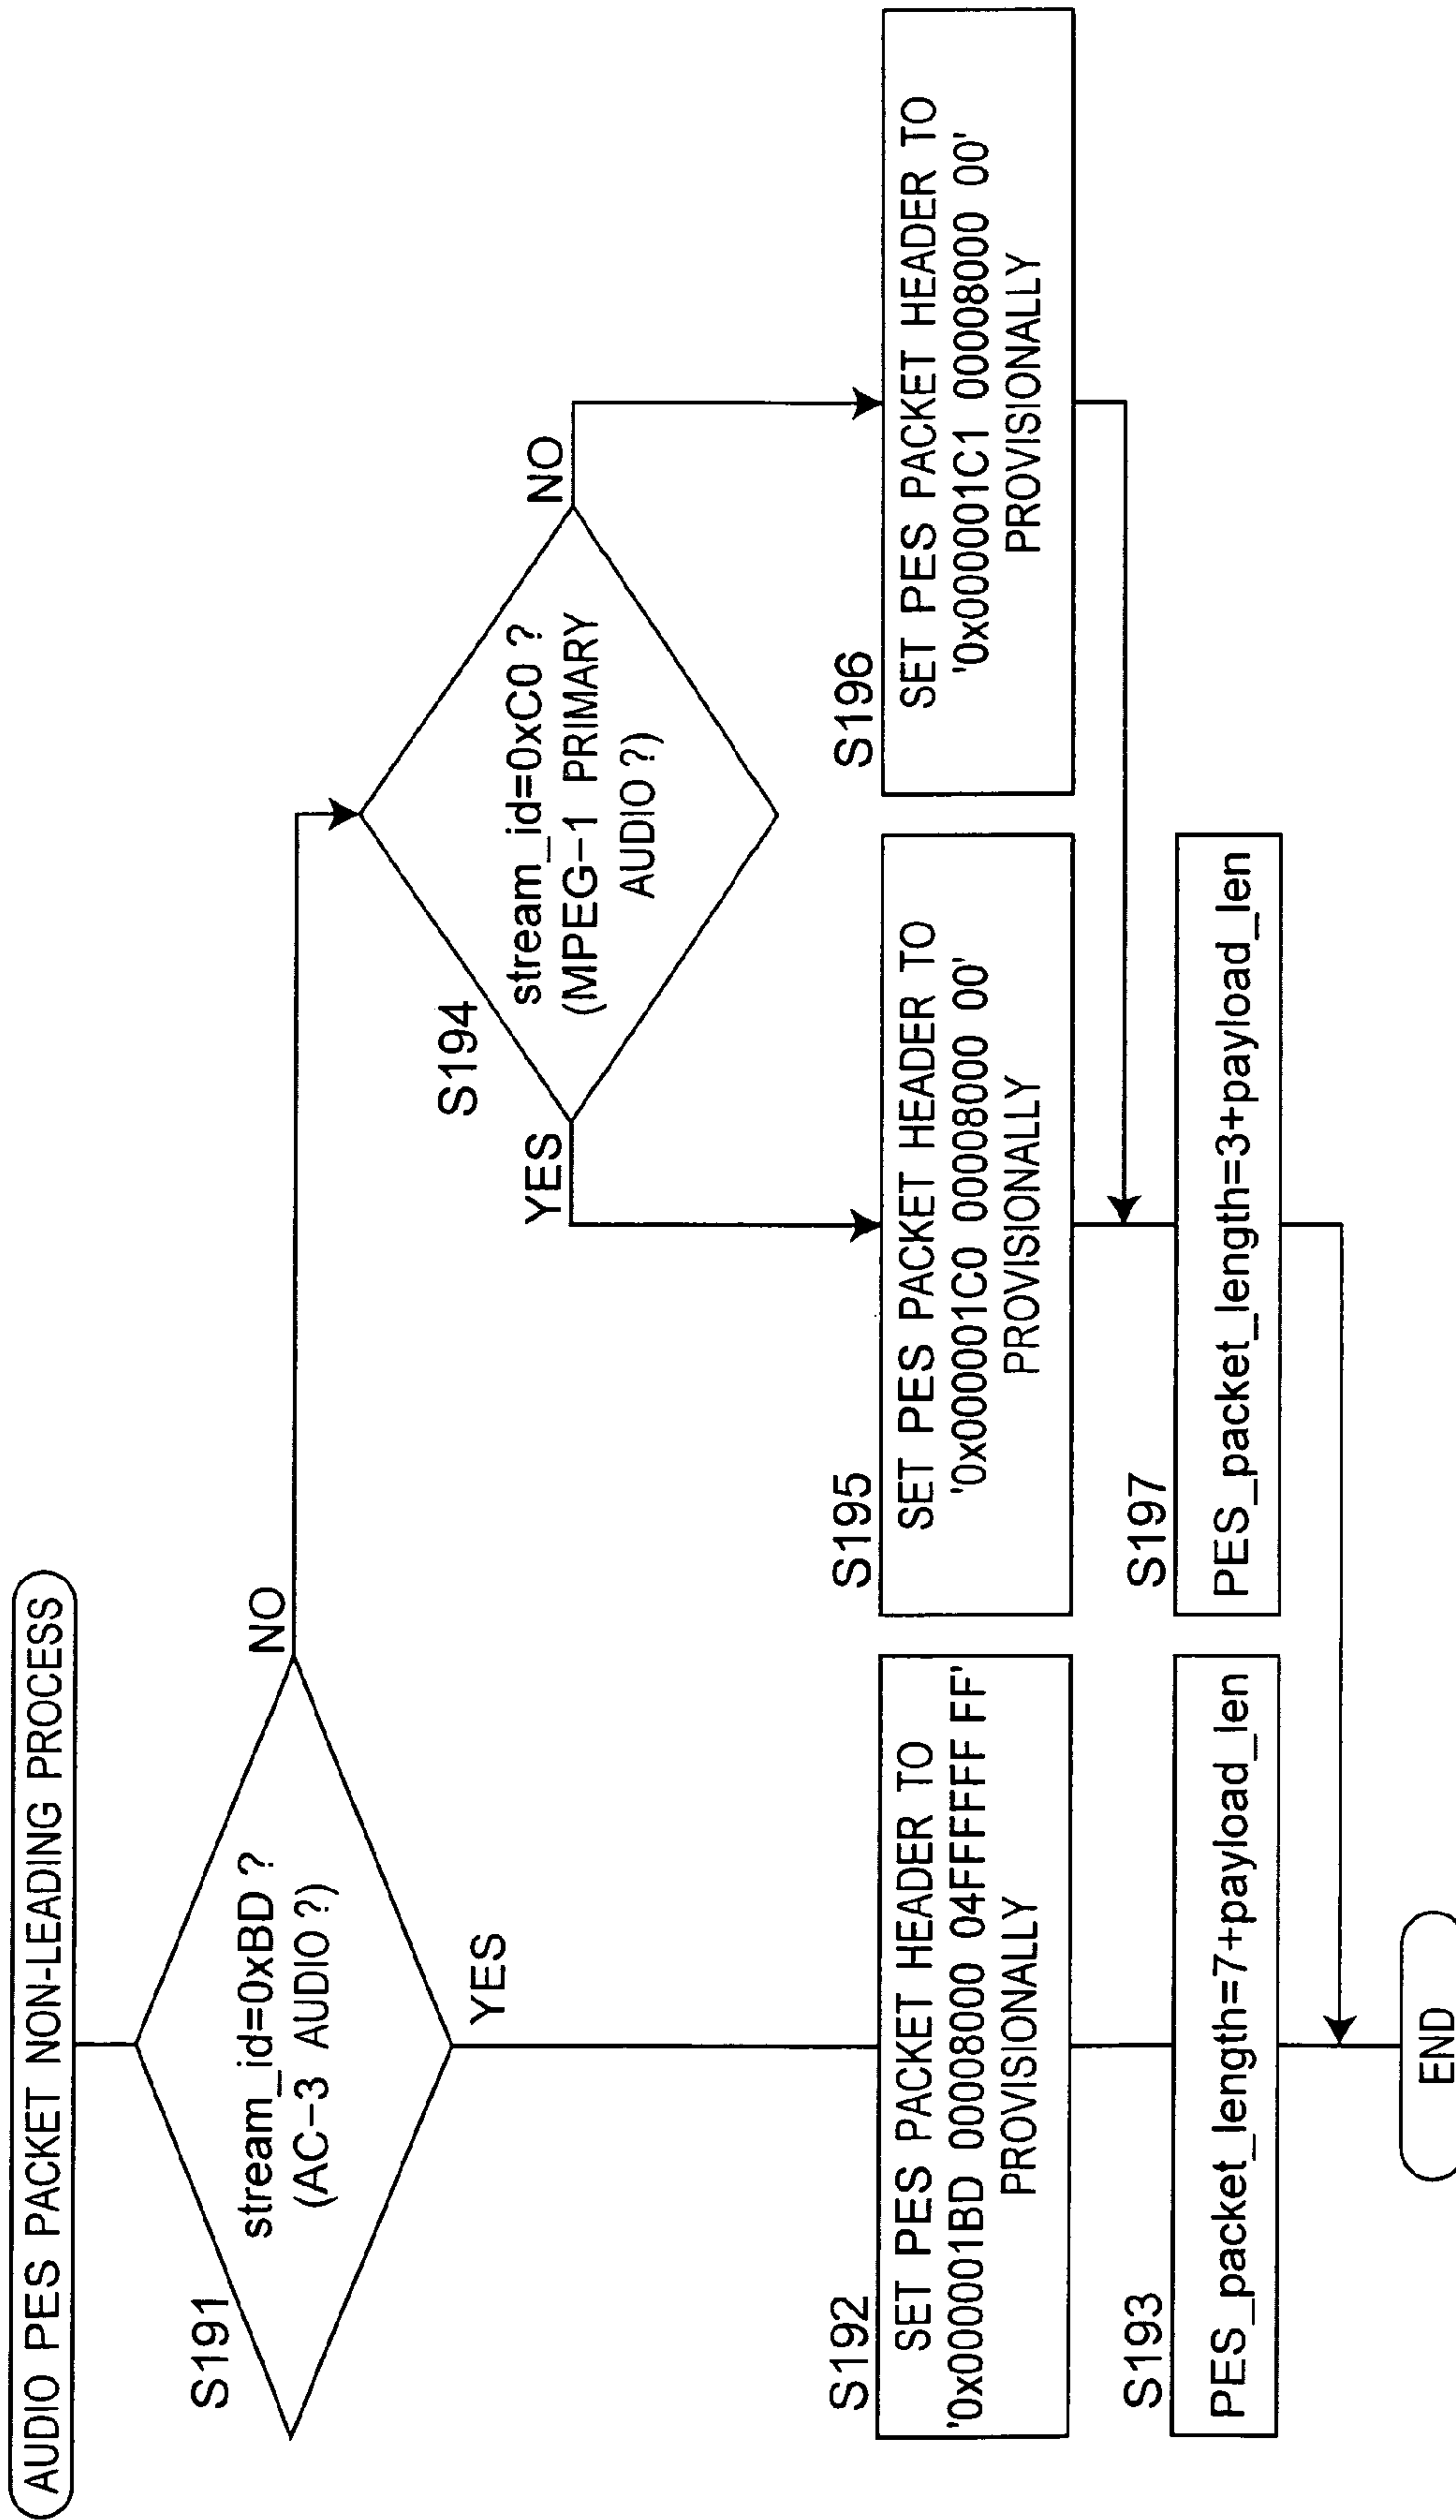 AUDIO PES PACKET NON-LEADING PROCESS
S191
stream_id=0xBD ?
(AC-3 AUDIO ?)
NO
YES
S194
stream_id=0xC0 ?
(MPEG-1 PRIMARY
AUDIO ?)
YES
NO
S192
SET PES PACKET HEADER TO
'0x000001BD 00008000 04FFFFFF FF'
PROVISIONALLY
S195
SET PES PACKET HEADER TO
'0x000001C0 00008000 00'
PROVISIONALLY
S196
SET PES PACKET HEADER TO
'0x000001C1 00008000 00'
PROVISIONALLY
S193
PES_packet_length=7+payload_len
S197
PES_packet_length=3+payload_len
END